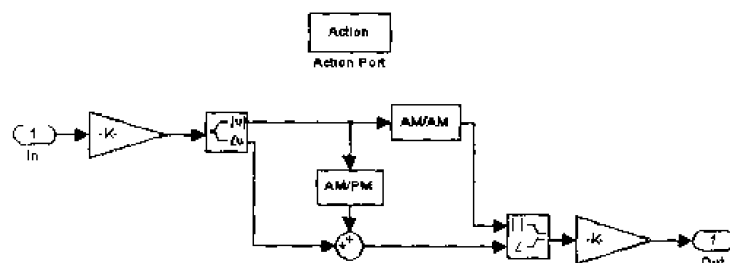 Action
Action Port
1
In
-K-
|u|
∠u
AM/AM
AM/PM
++
||
∠
-K-
1
Out